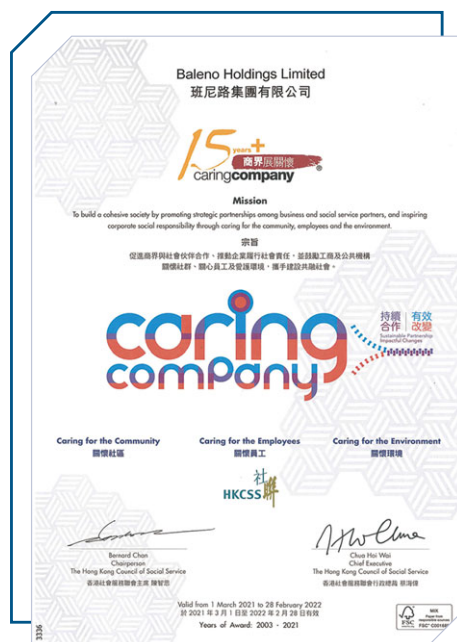 Baleno Holdings Limited
班尼路集團有限公司
15 years+
商界展關懷
caringcompany
Mission
To build a cohesive society by promoting strategic partnerships among business and social service partners, and inspiring
corporate social responsibility through caring for the community, employees and the environment.
宗旨
促進商界與社會伙伴合作、推動企業履行社會責任，並鼓勵工商及公共機構
關懷社群、關心員工及愛護環境，攜手建設共融社會。
caring
company
持續 有效
合作 改變
Sustainable Partnership
Impactful Changes
Caring for the Community Caring for the Employees Caring for the Environment
關懷社區 關懷員工 關懷環境
HKCSS 社聯
Bernard Chan Chua Hoi Wai
Chairperson Chief Executive
The Hong Kong Council of Social Service The Hong Kong Council of Social Service
香港社會服務聯會主席 陳智思 香港社會服務聯會行政總裁 蔡海偉
Valid from 1 March 2021 to 28 February 2022
於 2021 年 3 月 1 日至 2022 年 2 月 28 日有效
Years of Award: 2003 - 2021
3336
FSC
MIX
Paper from
responsible sources